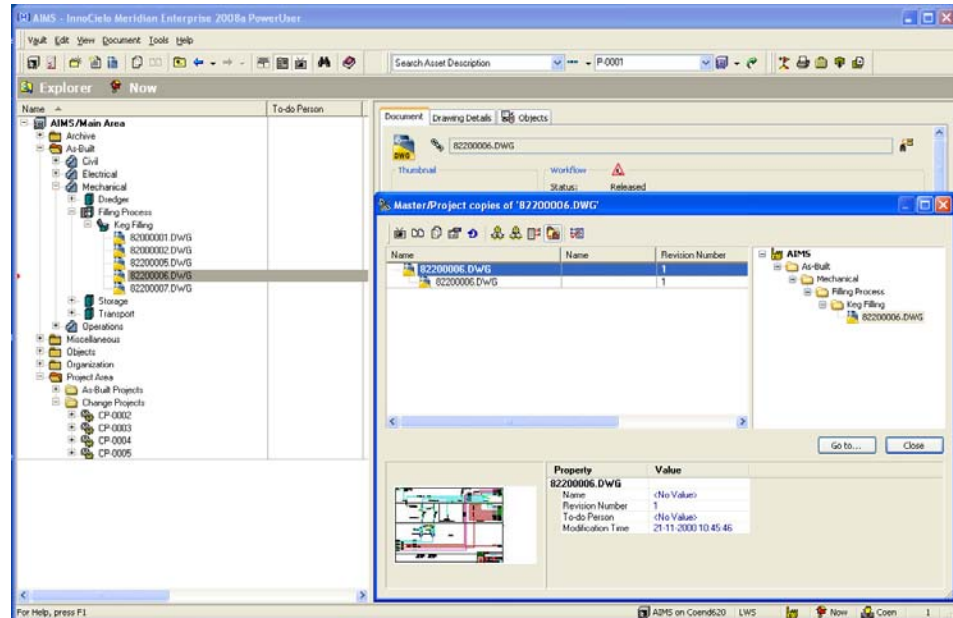 AIMS - InnoCielo Meridian Enterprise 2008a PowerUser
Vault Edit View Document Tools Help
Search Asset Description
P-0001
Explorer Now
Name To-do Person
AIMS/Main Area
Archive
As-Built
Civil
Electrical
Mechanical
Dredger
Filling Process
Keg Filling
82000001.DWG
82000002.DWG
82200005.DWG
82200006.DWG
82200007.DWG
Storage
Transport
Operations
Miscellaneous
Objects
Organization
Project Area
As-Built Projects
Change Projects
CP-0002
CP-0003
CP-0004
CP-0005
Document Drawing Details Objects
DWG
82200006.DWG
Thumbnail Workflow
Status: Released
Master/Project copies of '82200006.DWG'
Name Name Revision Number
82200006.DWG 1
82200006.DWG 1
AIMS
As-Built
Mechanical
Filling Process
Keg Filling
82200006.DWG
Go to... Close
Property Value
82200006.DWG
Name <No Value>
Revision Number 1
To-do Person <No Value>
Modification Time 21-11-2000 10:45:46
For Help, press F1
AIMS on Coend620 LWS Now Coen 1